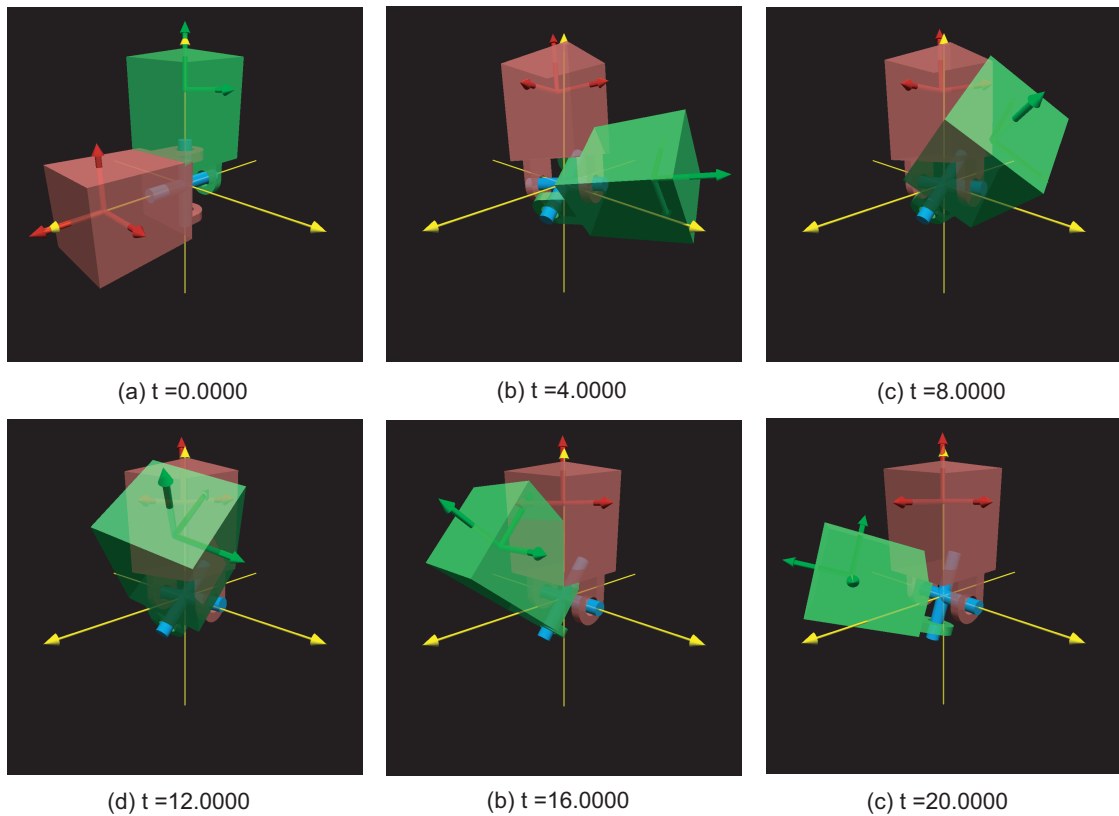 (a) t =0.0000
(b) t =4.0000
(c) t =8.0000
(d) t =12.0000
(b) t =16.0000
(c) t =20.0000